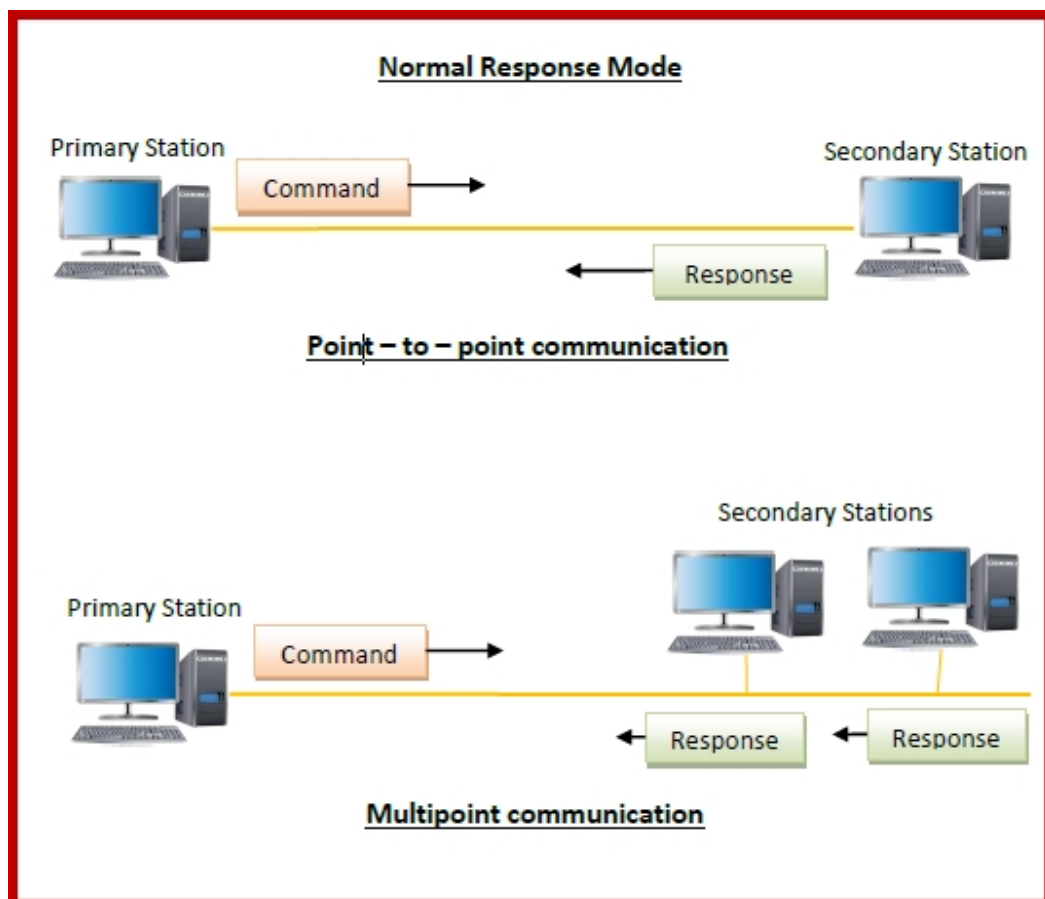 Normal Response Mode
Primary Station
Secondary Station
Command
Response
Point – to – point communication
Secondary Stations
Primary Station
Command
Response
Response
Multipoint communication